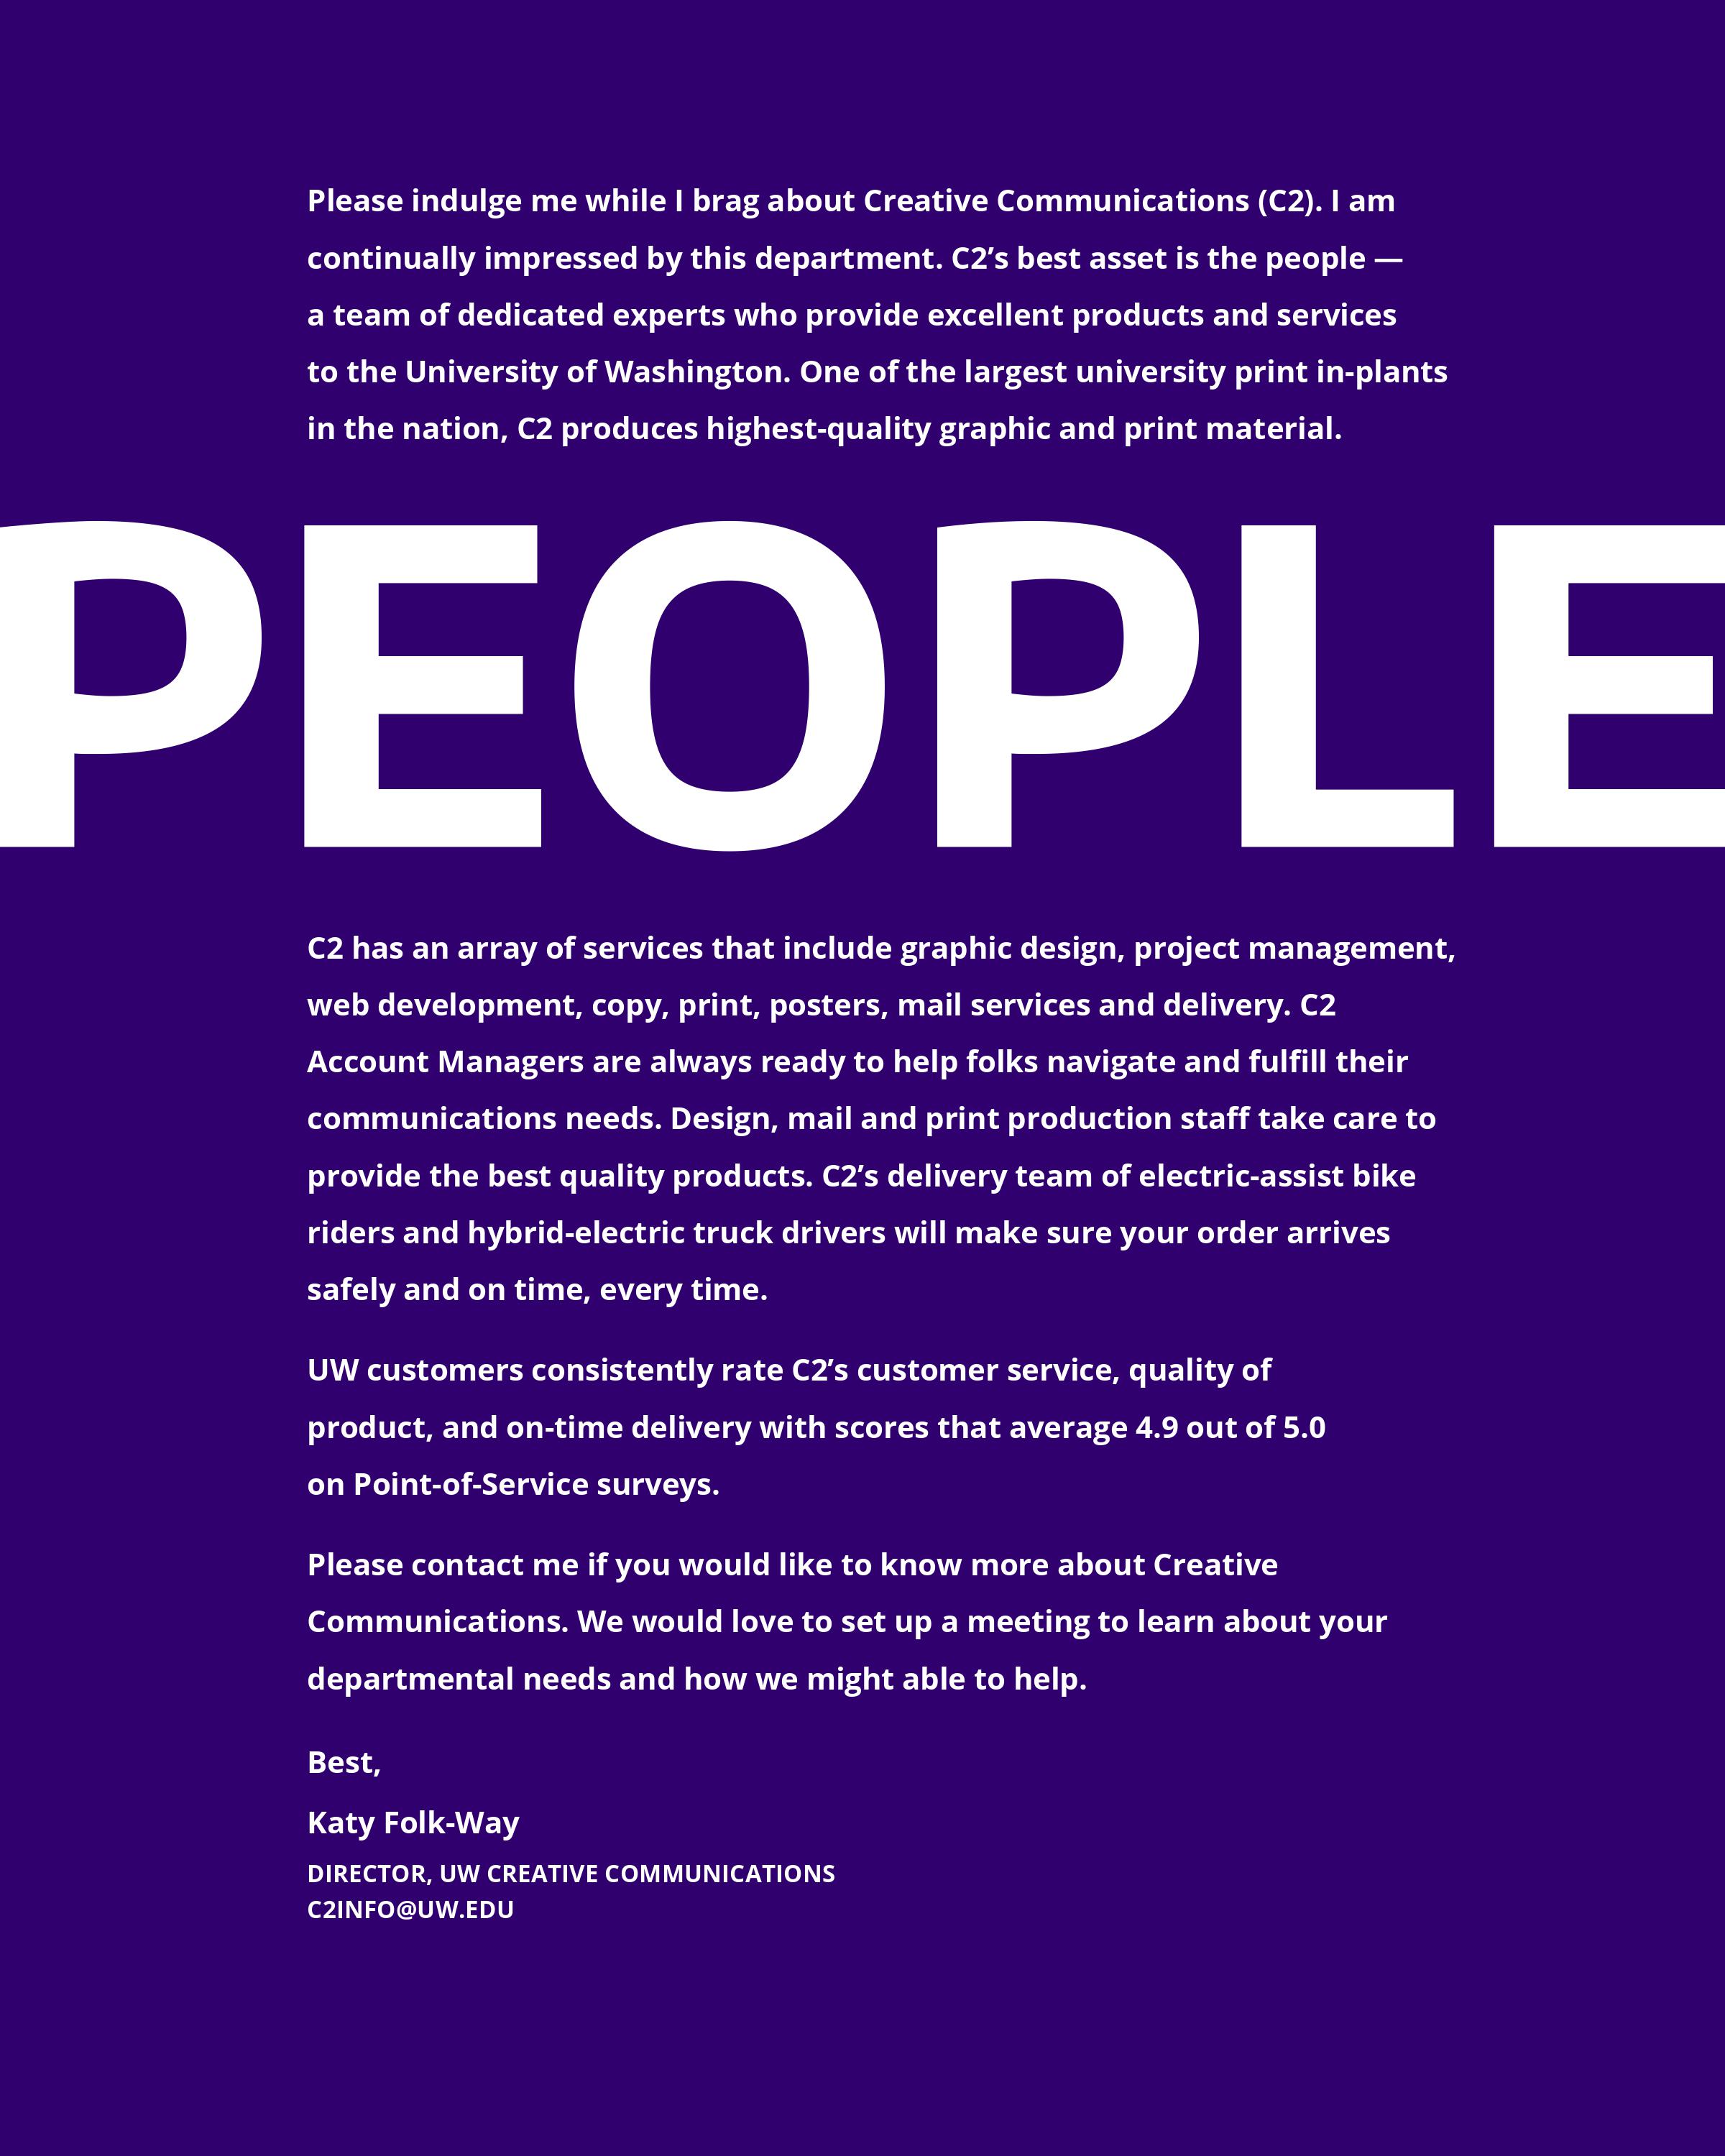 Please indulge me while I brag about Creative Communications (C2). I am
continually impressed by this department. C2’s best asset is the people —
a team of dedicated experts who provide excellent products and services
to the University of Washington. One of the largest university print in-plants
in the nation, C2 produces highest-quality graphic and print material.
PEOPLE
C2 has an array of services that include graphic design, project management,
web development, copy, print, posters, mail services and delivery. C2
Account Managers are always ready to help folks navigate and fulfill their
communications needs. Design, mail and print production staff take care to
provide the best quality products. C2’s delivery team of electric-assist bike
riders and hybrid-electric truck drivers will make sure your order arrives
safely and on time, every time.
UW customers consistently rate C2’s customer service, quality of
product, and on-time delivery with scores that average 4.9 out of 5.0
on Point-of-Service surveys.
Please contact me if you would like to know more about Creative
Communications. We would love to set up a meeting to learn about your
departmental needs and how we might able to help.
Best,
Katy Folk-Way
DIRECTOR, UW CREATIVE COMMUNICATIONS
C2INFO@UW.EDU